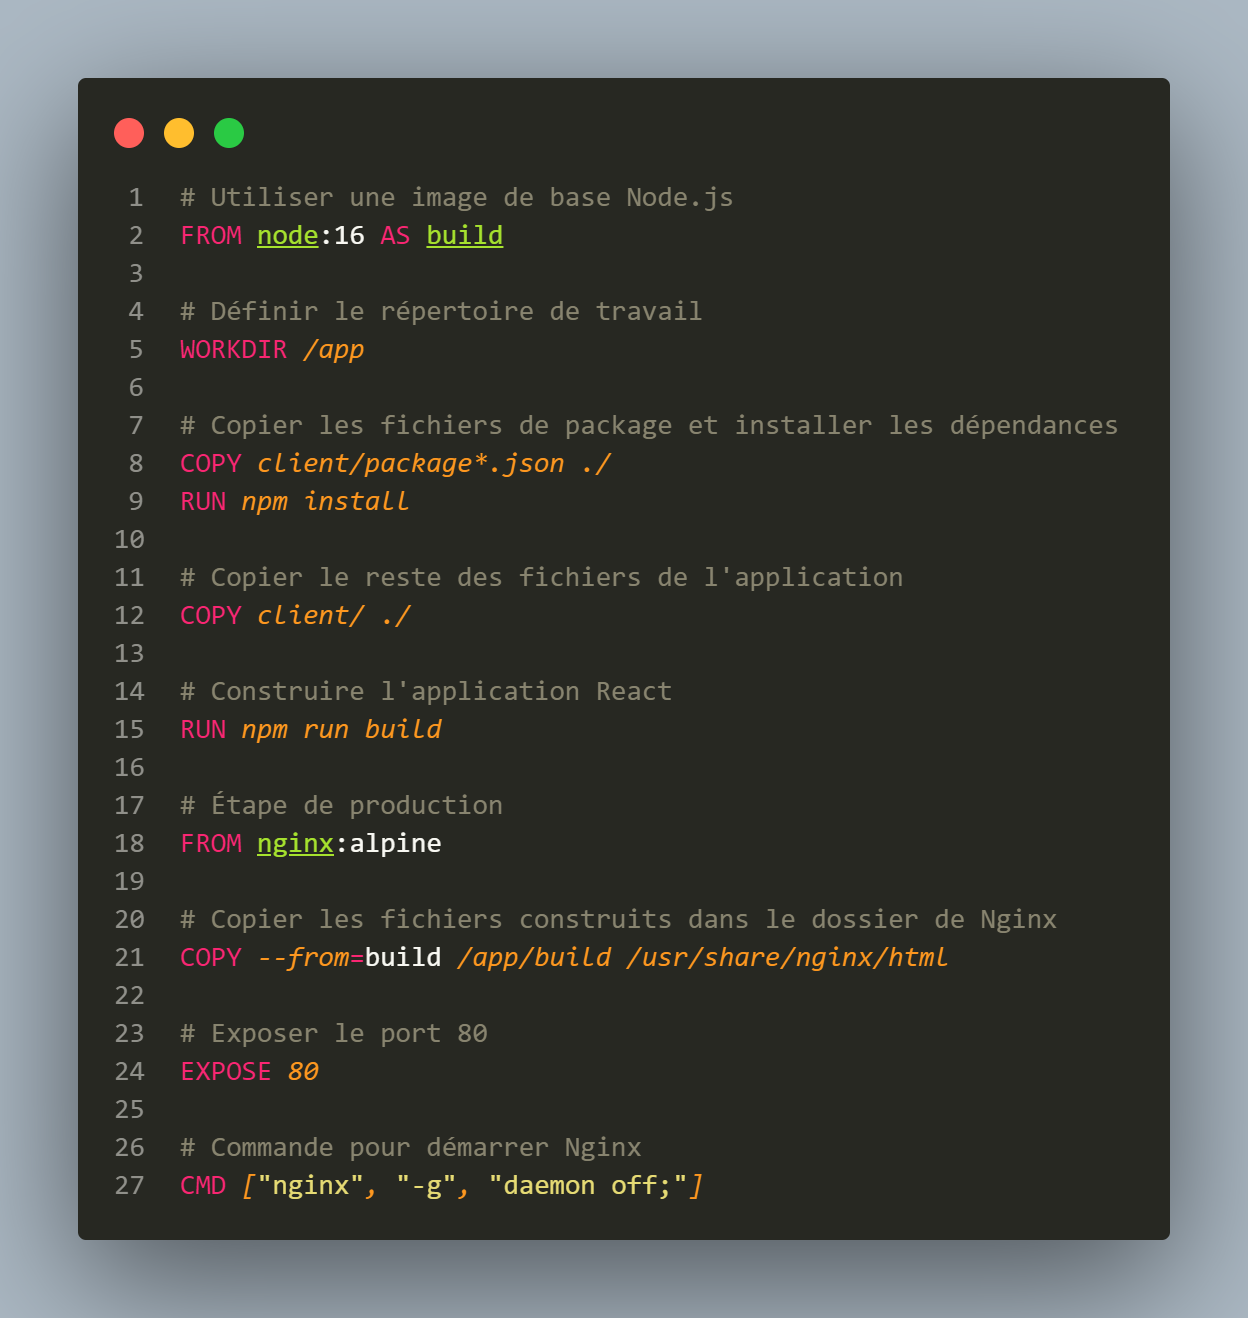 1 # Utiliser une image de base Node.js
2 FROM node:16 AS build
3
4 # Définir le répertoire de travail
5 WORKDIR /app
6
7 # Copier les fichiers de package et installer les dépendances
8 COPY client/package*.json ./
9 RUN npm install
10
11 # Copier le reste des fichiers de l'application
12 COPY client/ ./
13
14 # Construire l'application React
15 RUN npm run build
16
17 # Étape de production
18 FROM nginx:alpine
19
20 # Copier les fichiers construits dans le dossier de Nginx
21 COPY --from=build /app/build /usr/share/nginx/html
22
23 # Exposer le port 80
24 EXPOSE 80
25
26 # Commande pour démarrer Nginx
27 CMD ["nginx", "-g", "daemon off;"]